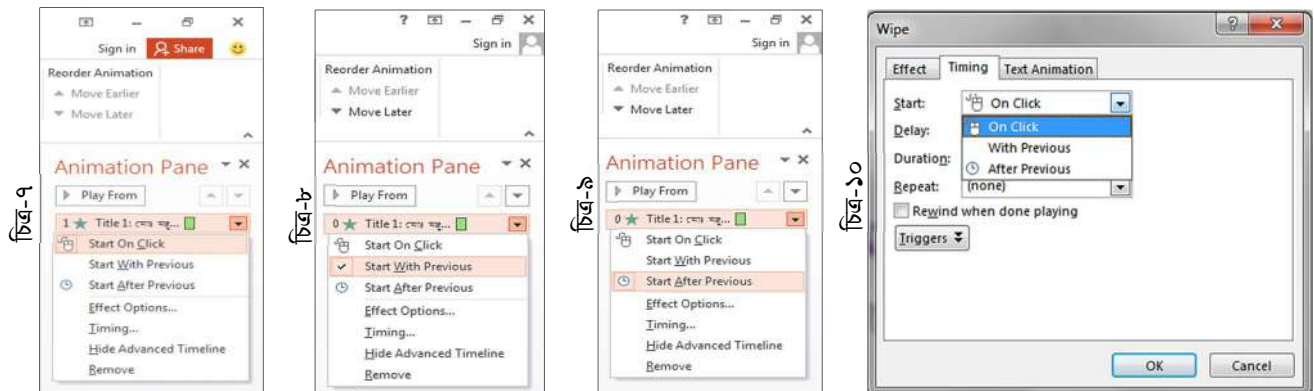 চিত্র-৭
Sign in Share
Reorder Animation
Move Earlier
Move Later
Animation Pane
Play From
1 Title 1:
Start On Click
Start With Previous
Start After Previous
Effect Options...
Timing...
Hide Advanced Timeline
Remove
চিত্র-৮
?
Sign in
Reorder Animation
Move Earlier
Move Later
Animation Pane
Play From
0 Title 1:
Start On Click
Start With Previous
Start After Previous
Effect Options...
Timing...
Hide Advanced Timeline
Remove
চিত্র-৯
?
Sign in
Reorder Animation
Move Earlier
Move Later
Animation Pane
Play From
0 Title 1:
Start On Click
Start With Previous
Start After Previous
Effect Options...
Timing...
Hide Advanced Timeline
Remove
চিত্র-১০
Wipe
Effect Timing Text Animation
Start: On Click
Delay: On Click
With Previous
Duration: After Previous
Repeat: (none)
Rewind when done playing
Triggers
OK Cancel